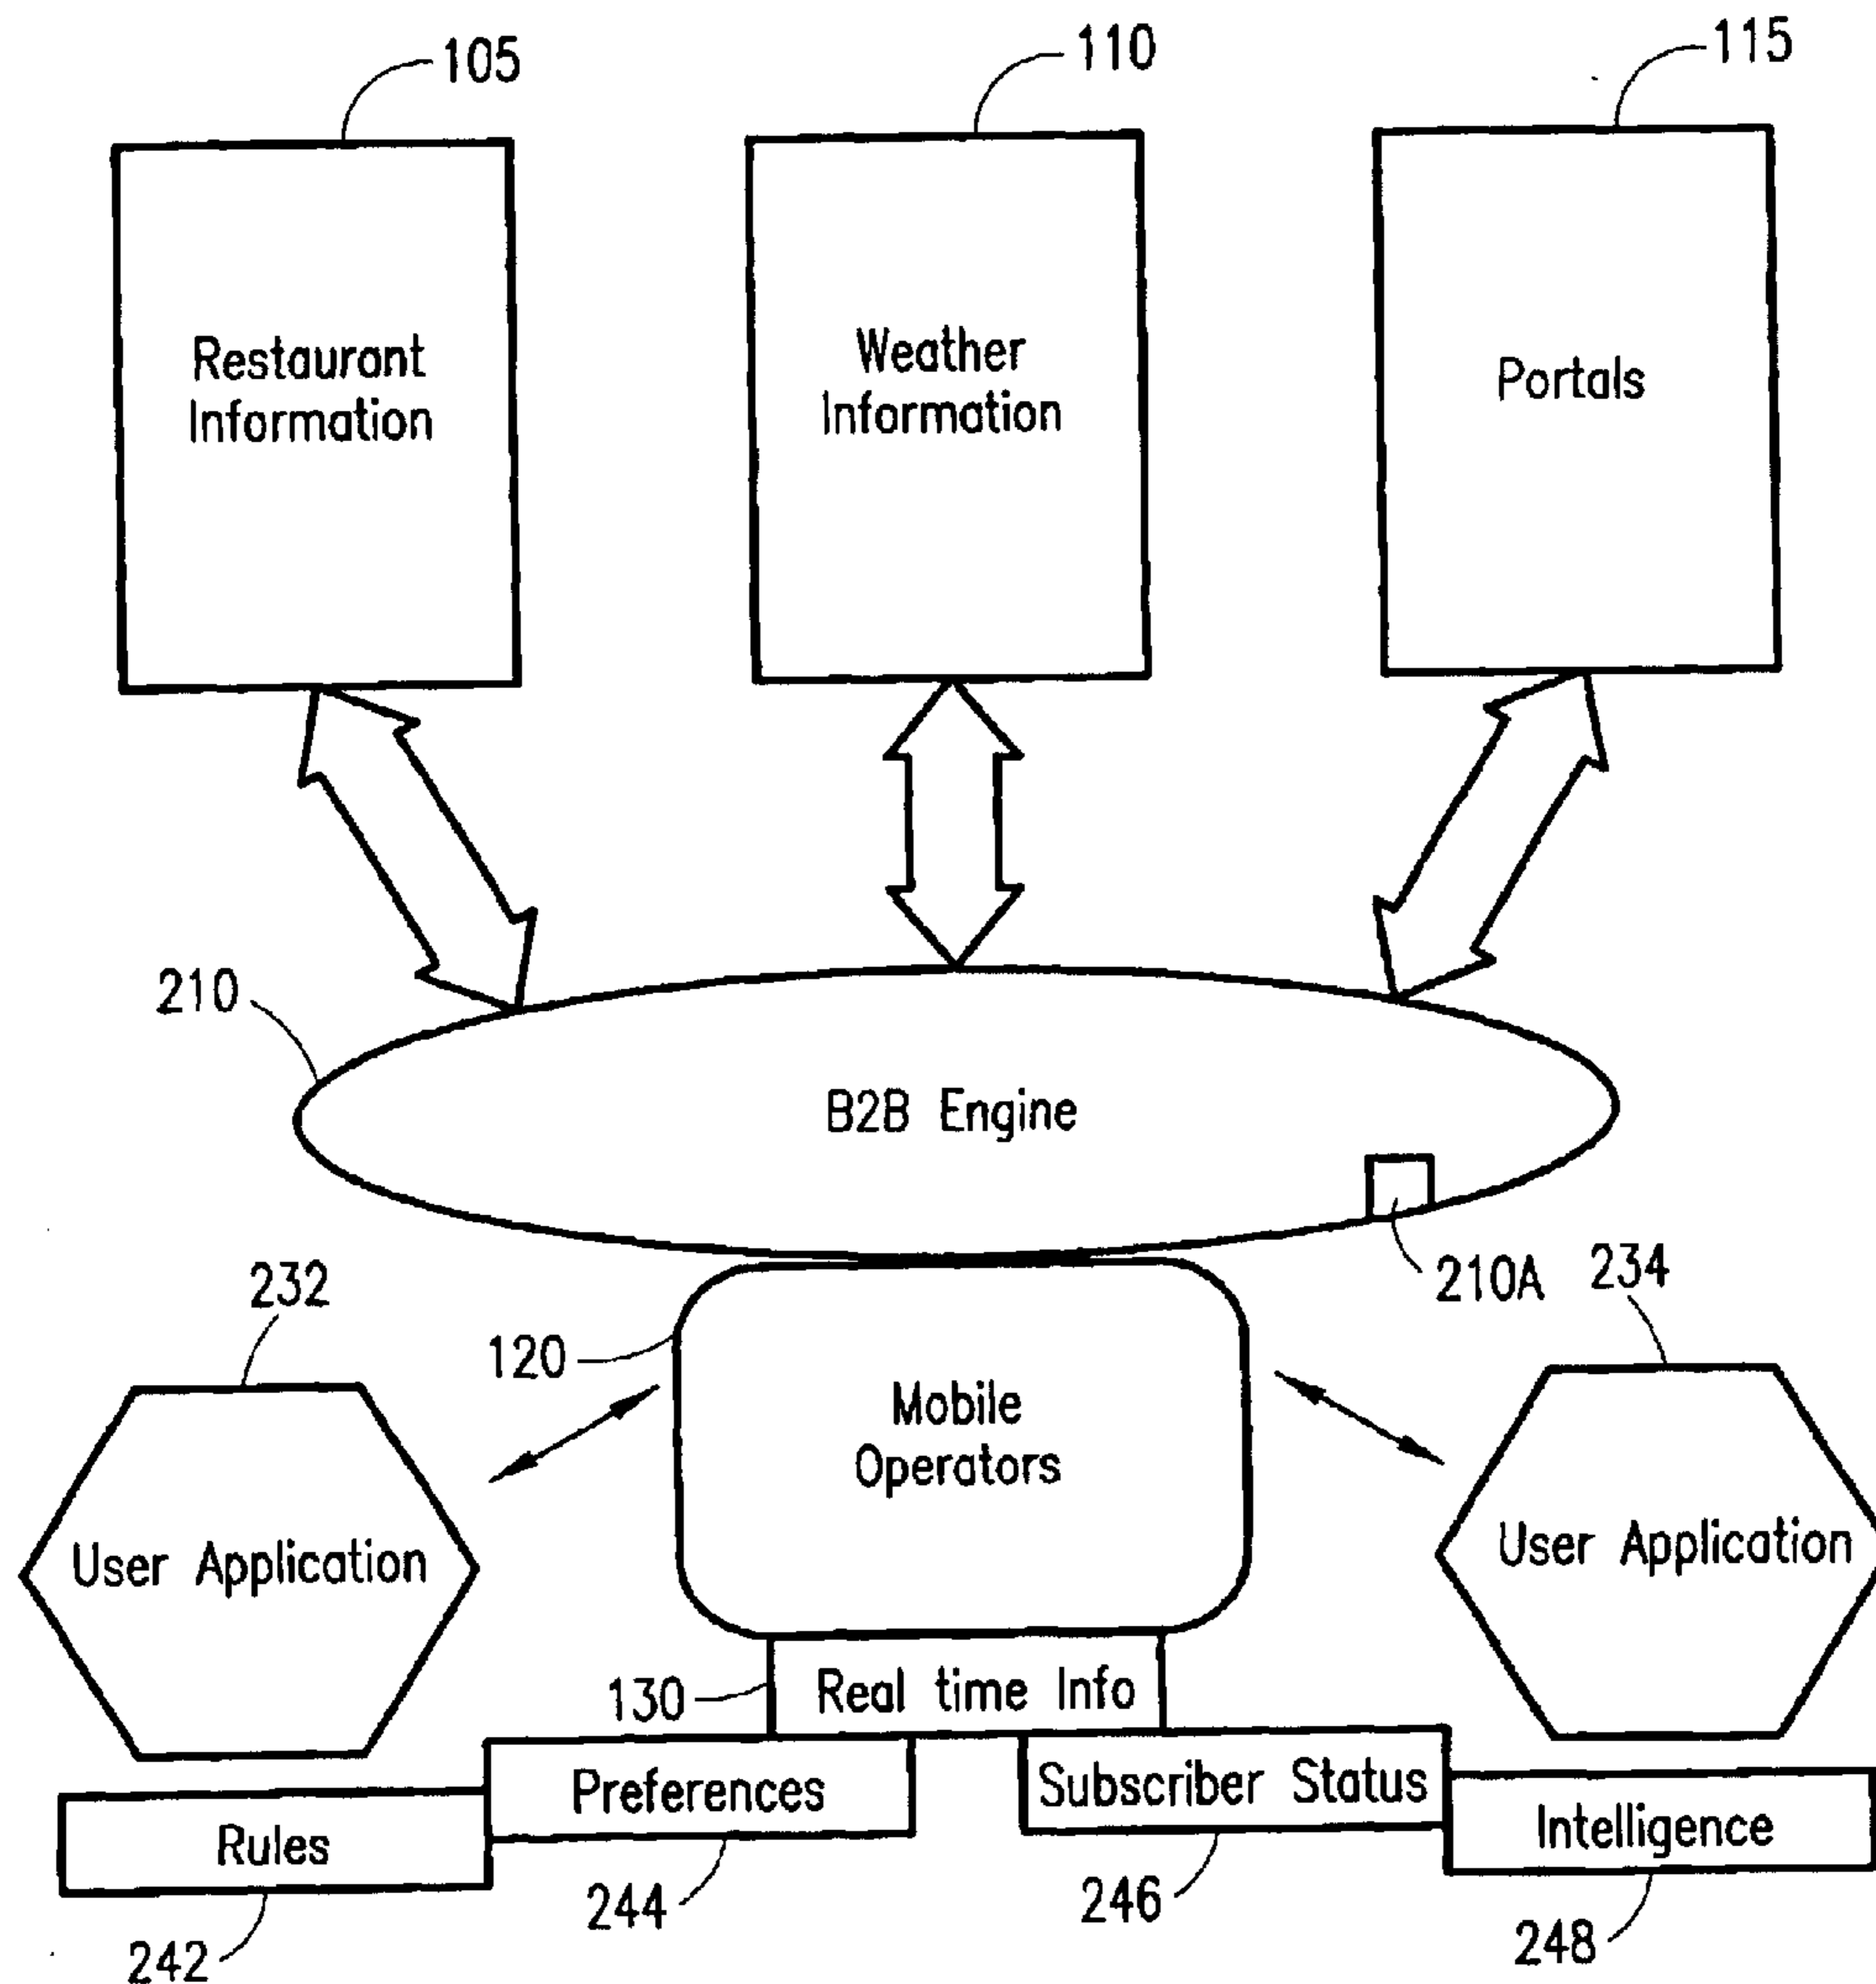 105
110
115
Restaurant
Information
Weather
Information
Portals
210
B2B Engine
210A
232
234
120
Mobile
Operators
User Application
User Application
130
Real time Info
Preferences
Subscriber Status
Rules
Intelligence
244
246
242
248